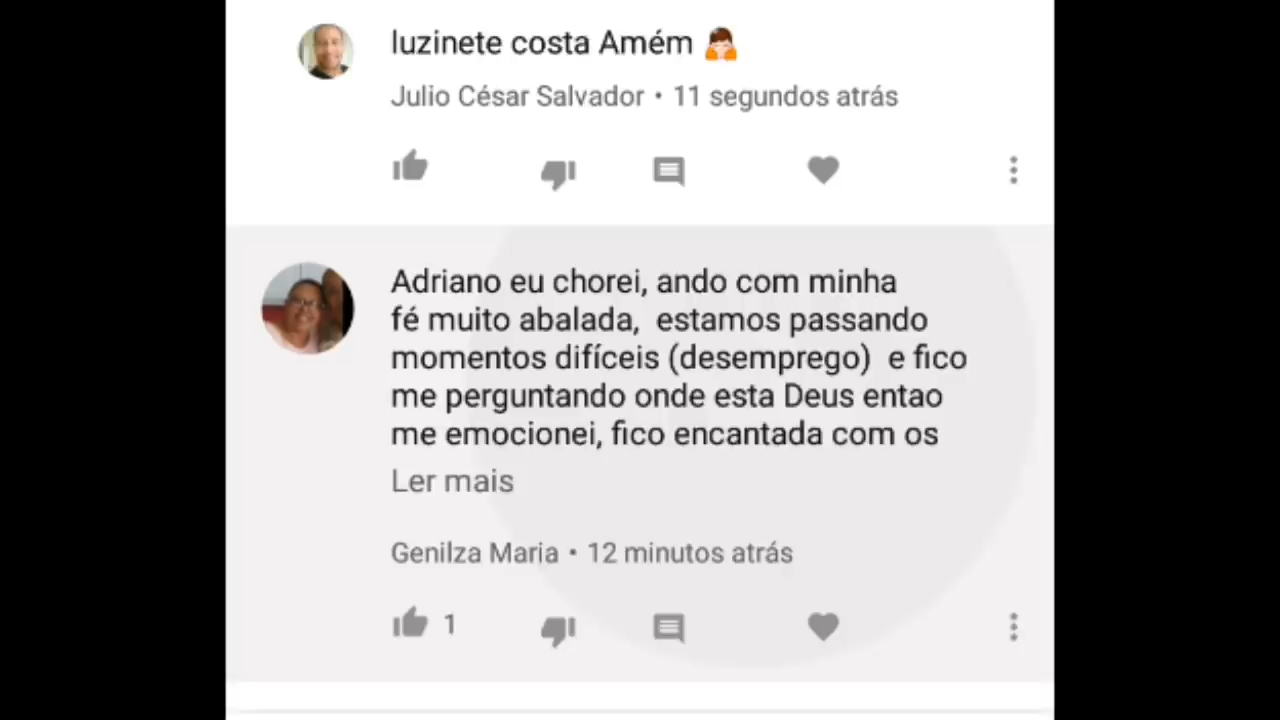 luzinete costa Amém 🙏
Julio César Salvador • 11 segundos atrás
Adriano eu chorei, ando com minha
fé muito abalada, estamos passando
momentos difíceis (desemprego) e fico
me perguntando onde esta Deus entao
me emocionei, fico encantada com os
Ler mais
Genilza Maria • 12 minutos atrás
1